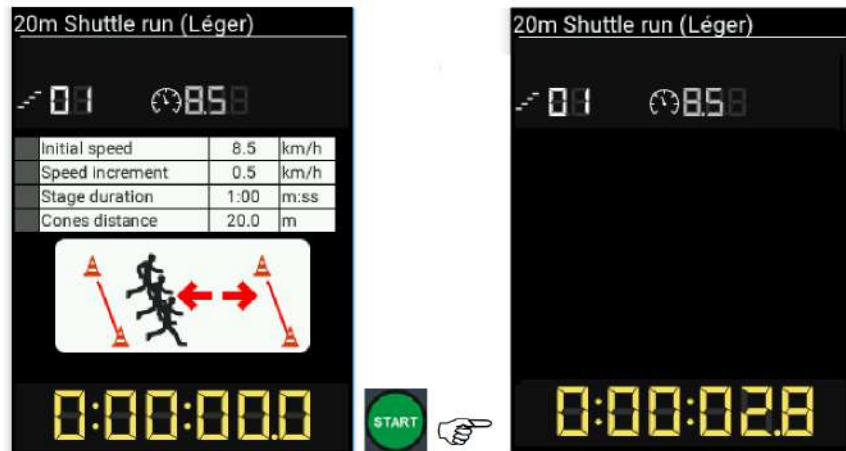 20m Shuttle run (Léger)
01 8.5
Initial speed 8.5 km/h
Speed increment 0.5 km/h
Stage duration 1:00 m:ss
Cones distance 20.0 m
0:00:00.0
START
20m Shuttle run (Léger)
01 8.5
0:00:02.8